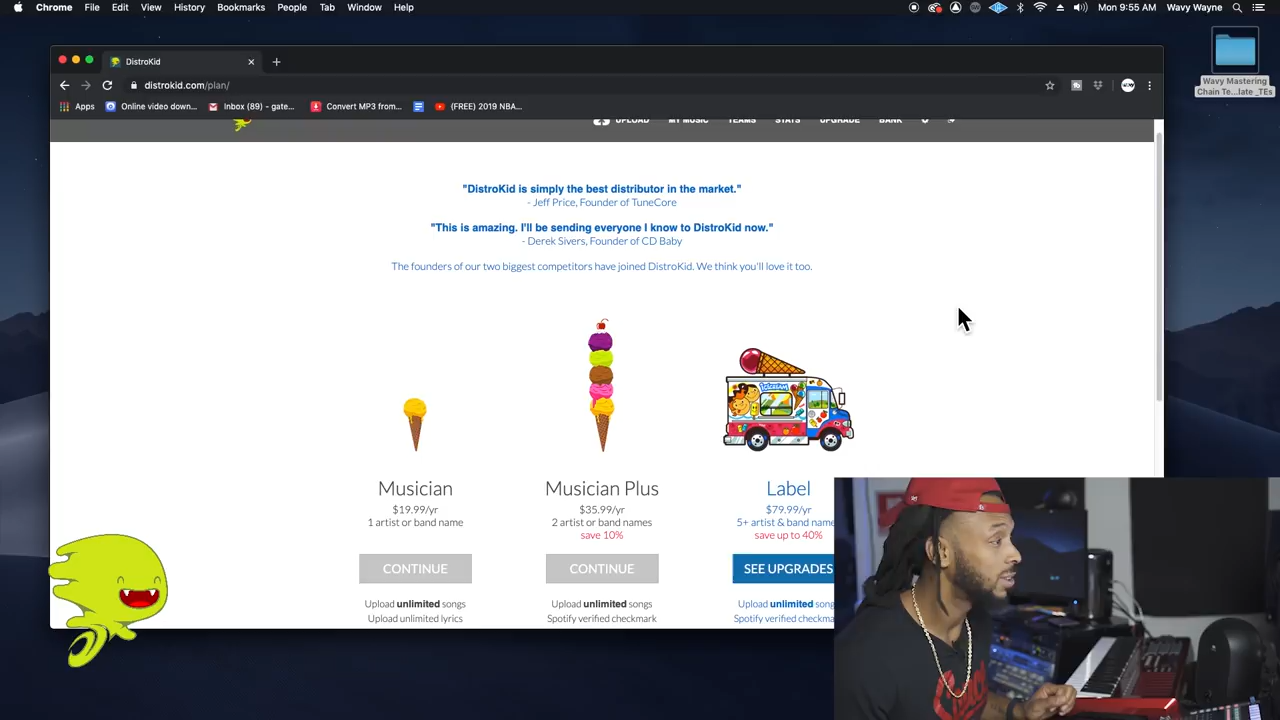 Chrome File Edit View History Bookmarks People Tab Window Help Mon 9:55 AM Wavy Wayne
DistroKid
distrokid.com/plan/
Apps Online video down... Inbox (89) - gate... Convert MP3 from... (FREE) 2019 NBA...
Wavy Mastering
Chain Te...late _TEs
UPLOAD MY MUSIC TEAMS STATS UPGRADE BANK
"DistroKid is simply the best distributor in the market."
- Jeff Price, Founder of TuneCore
"This is amazing. I'll be sending everyone I know to DistroKid now."
- Derek Sivers, Founder of CD Baby
The founders of our two biggest competitors have joined DistroKid. We think you'll love it too.
Musician
$19.99/yr
1 artist or band name
CONTINUE
Upload unlimited songs
Upload unlimited lyrics
Musician Plus
$35.99/yr
2 artist or band names
save 10%
CONTINUE
Upload unlimited songs
Spotify verified checkmark
Label
$79.99/yr
5+ artist & band name
save up to 40%
SEE UPGRADES
Upload unlimited song
Spotify verified checkma